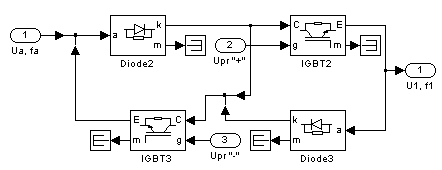 1
Ua, fa
a
k
m
Diode2
2
Upr "+"
C
g
E
m
IGBT2
1
U1, f1
E
m
C
g
IGBT3
3
Upr "-"
k
m
a
Diode3